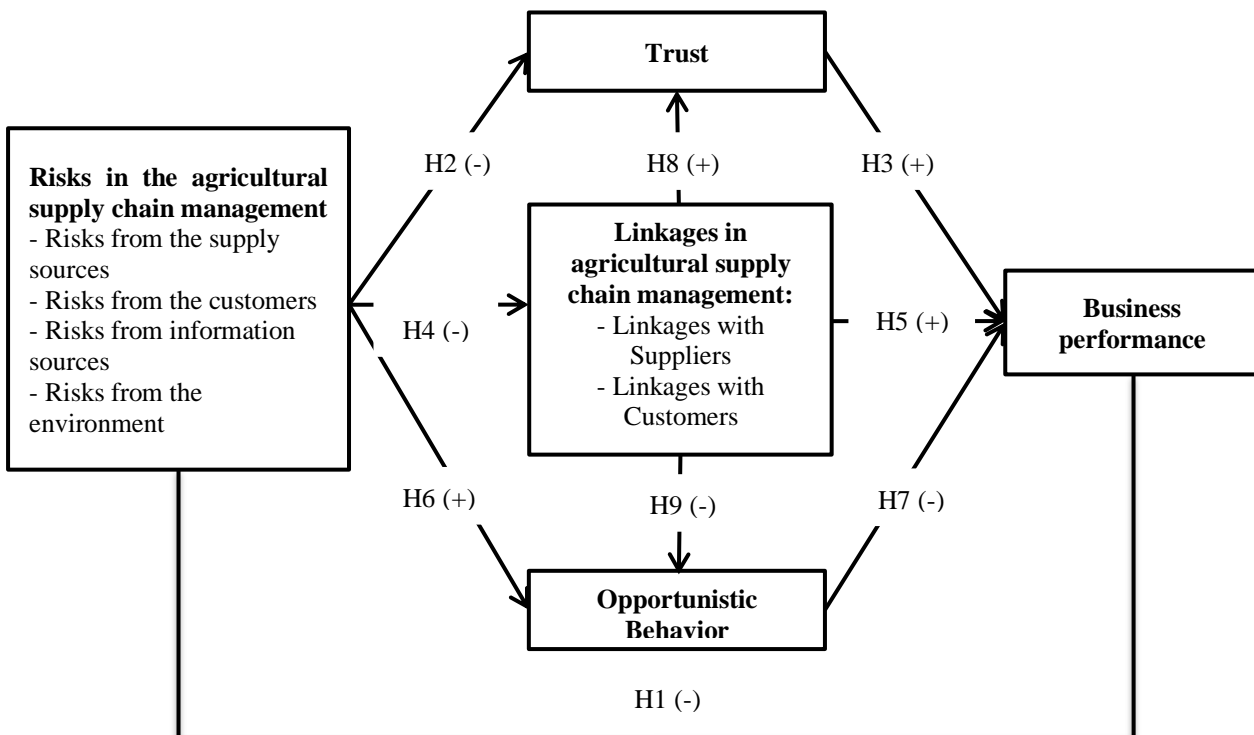 Trust
H2 (-)
H8 (+)
H3 (+)
Risks in the agricultural
supply chain management
- Risks from the supply
sources
- Risks from the customers
- Risks from information
sources
- Risks from the
environment
Linkages in
agricultural supply
chain management:
- Linkages with
Suppliers
- Linkages with
Customers
H4 (-)
H5 (+)
Business
performance
H6 (+)
H9 (-)
H7 (-)
Opportunistic
Behavior
H1 (-)